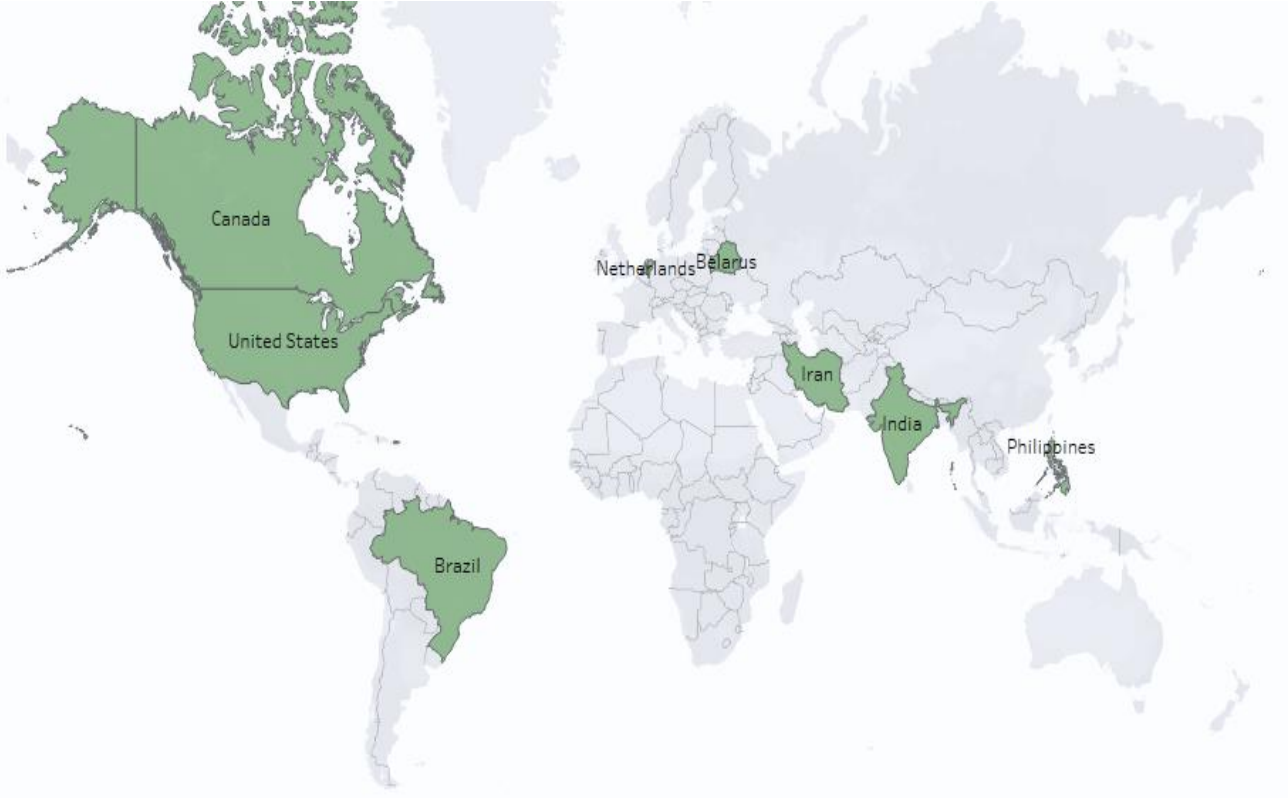 Canada
Netherlands
Belarus
United States
Iran
India
Philippines
Brazil